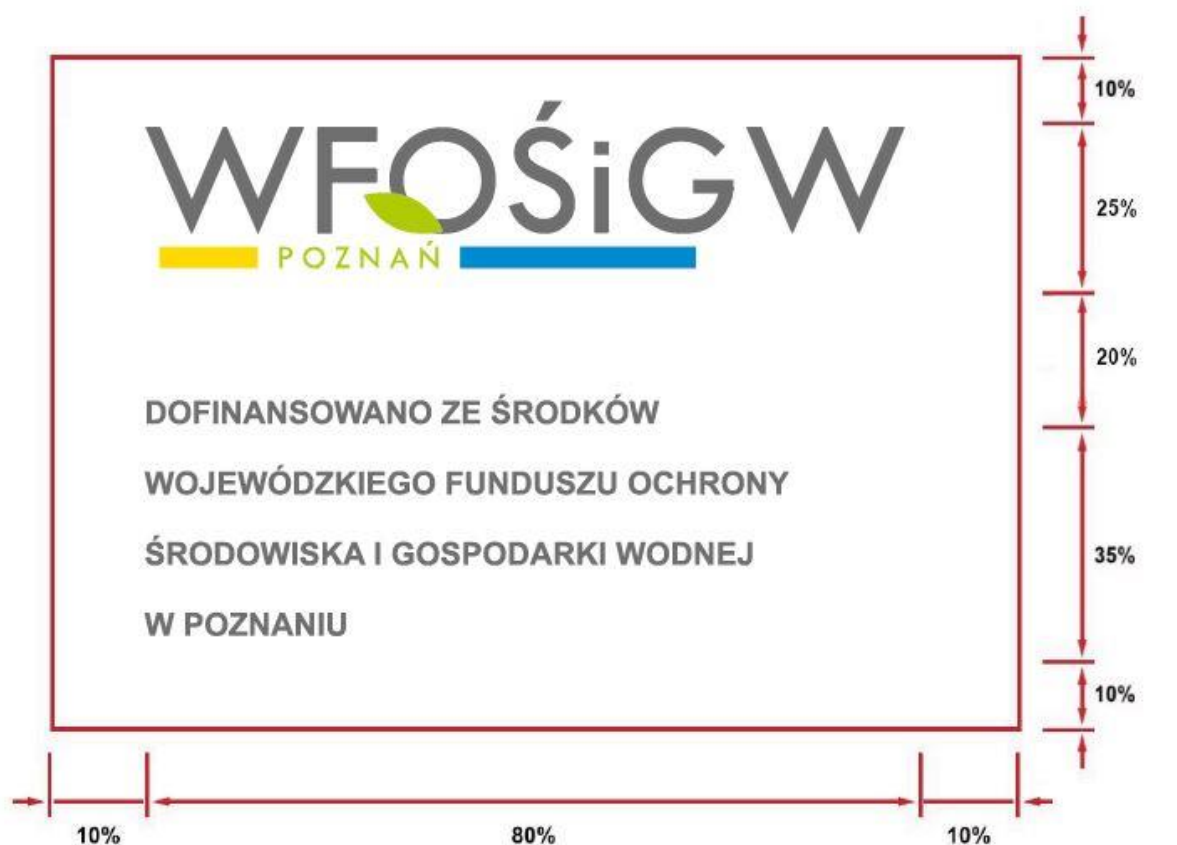 10%
WFOŚiGW
25%
POZNAŃ
20%
DOFINANSOWANO ZE ŚRODKÓW
WOJEWÓDZKIEGO FUNDUSZU OCHRONY
ŚRODOWISKA I GOSPODARKI WODNEJ
35%
W POZNANIU
10%
10% 80% 10%